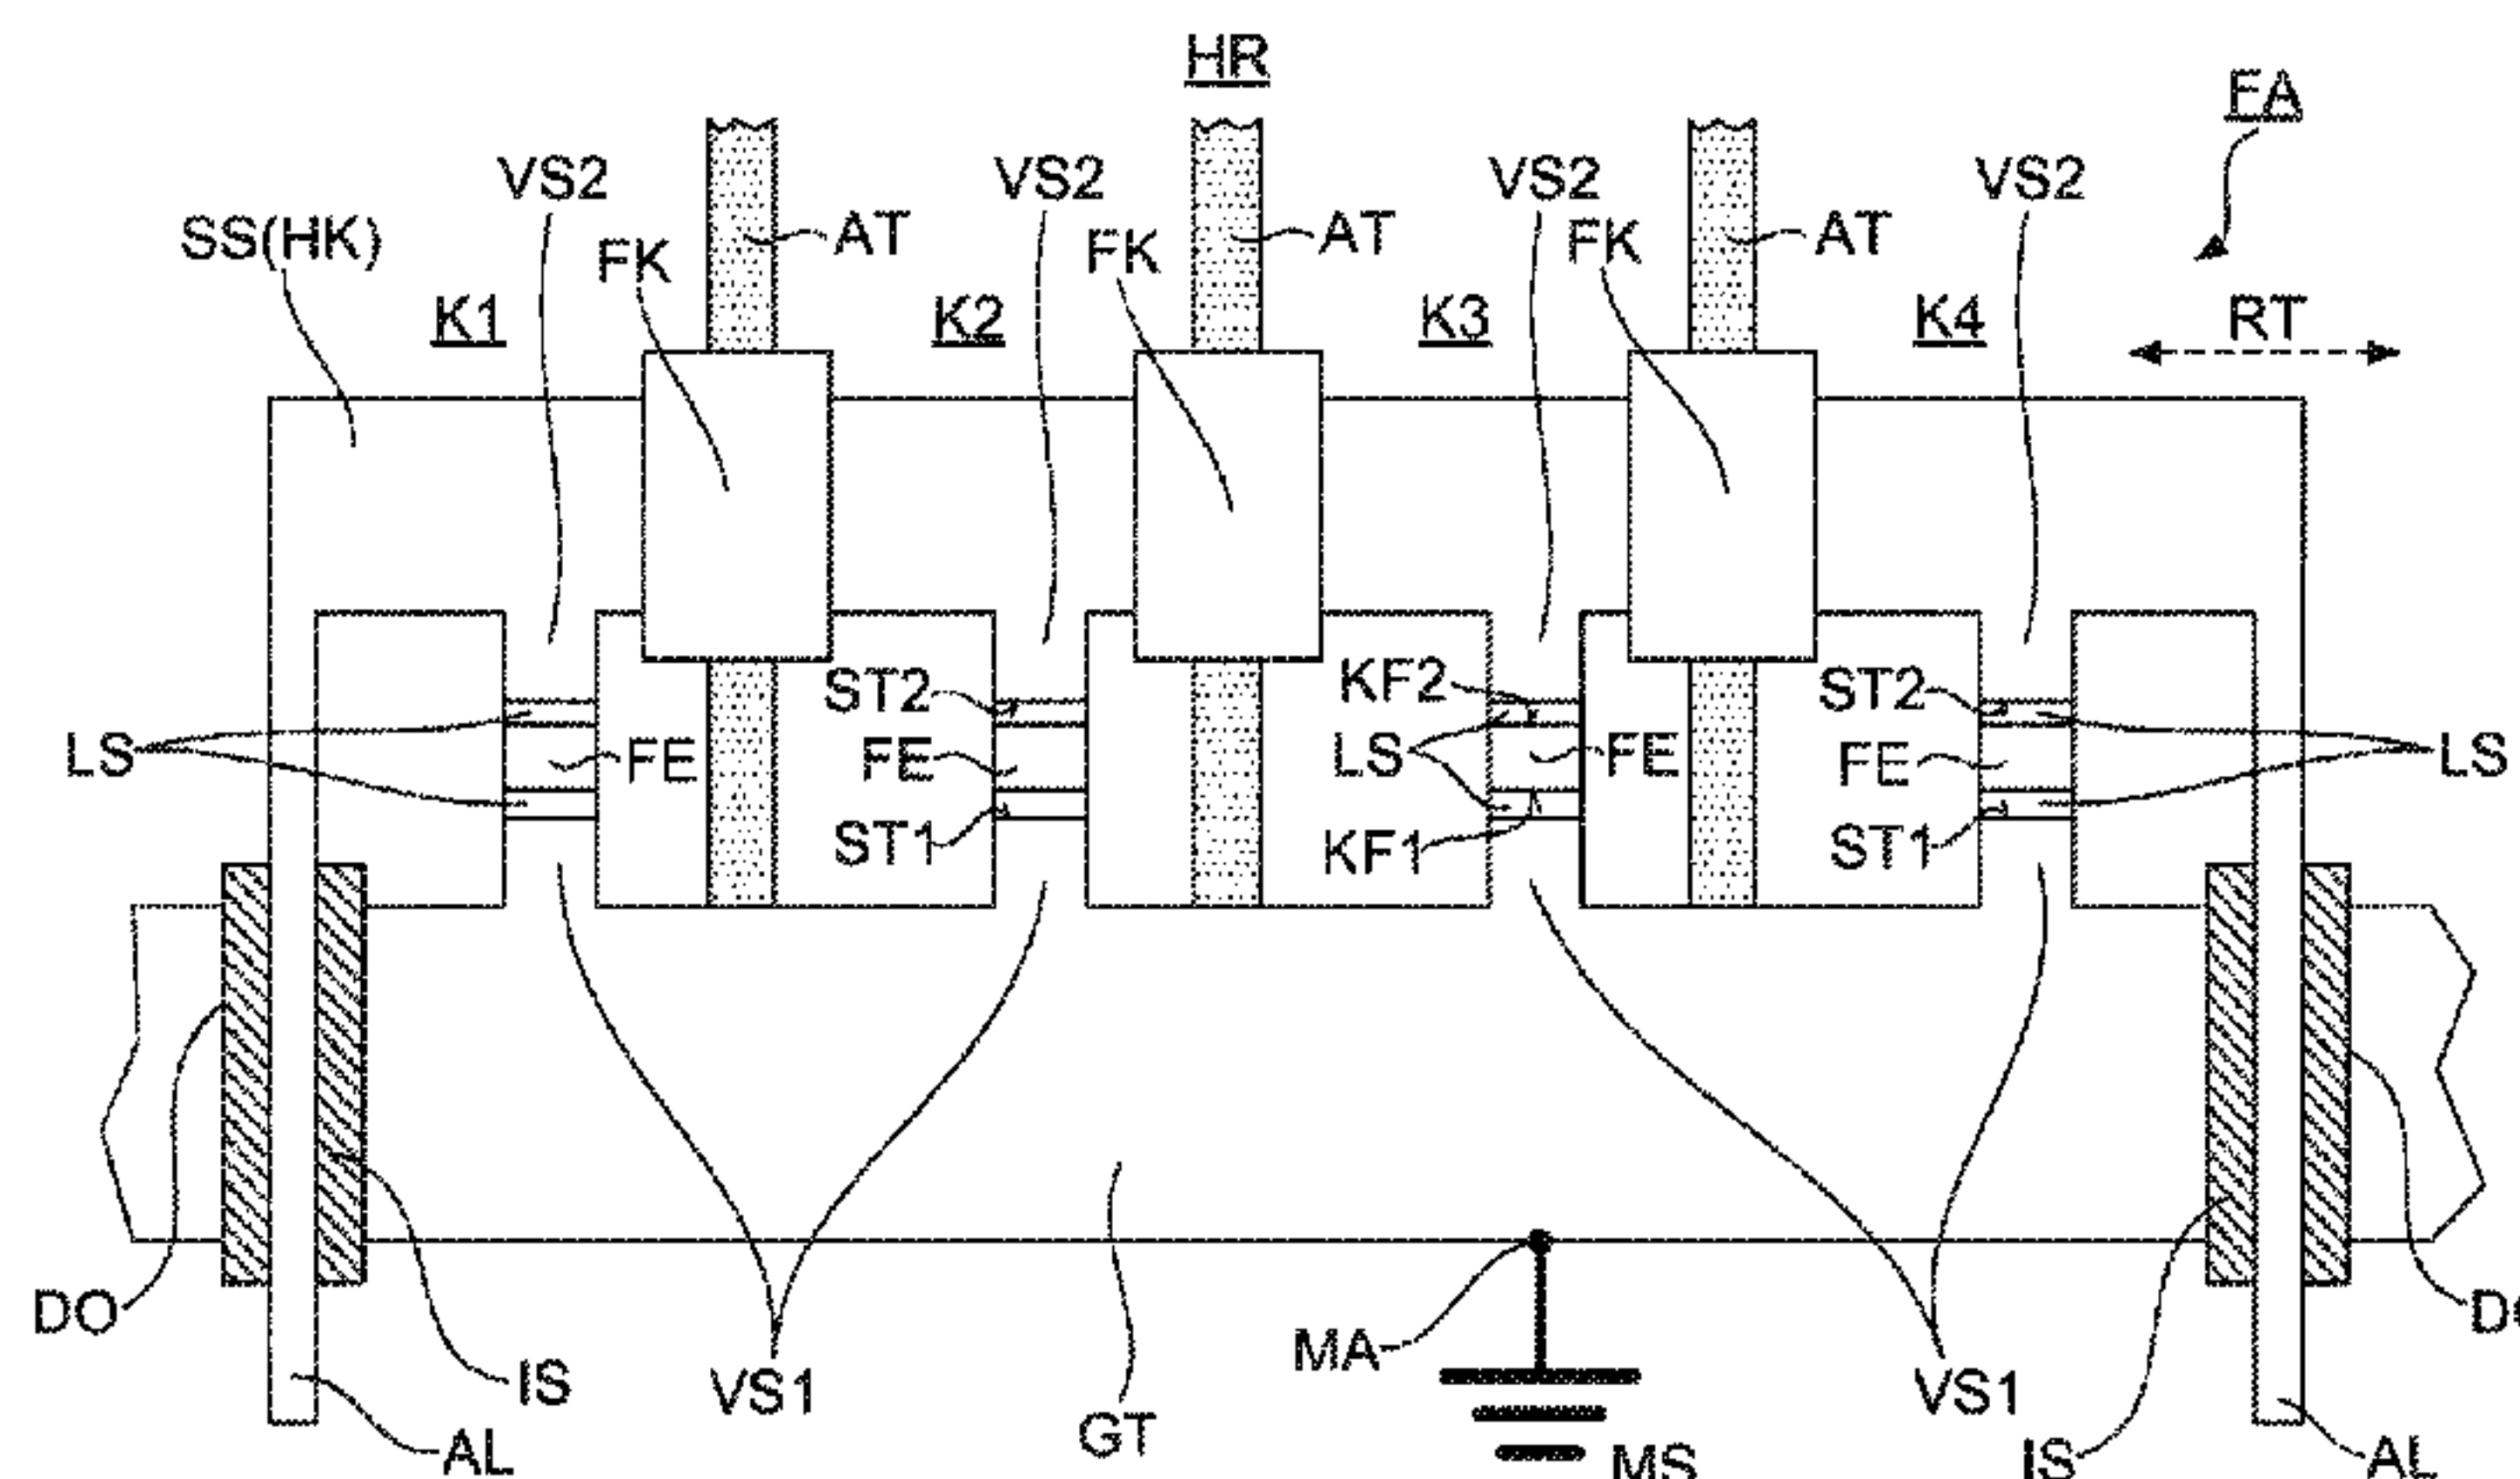 HR
FA
VS2 VS2 VS2 VS2
SS(HK) FK AT FK AT FK AT
K1 K2 K3 K4 RT
ST2 KF2 ST2
LS FE FE LS FE FE LS
ST1 KF1 ST1
DO IS VS1 MA VS1
AL GT MS IS AL